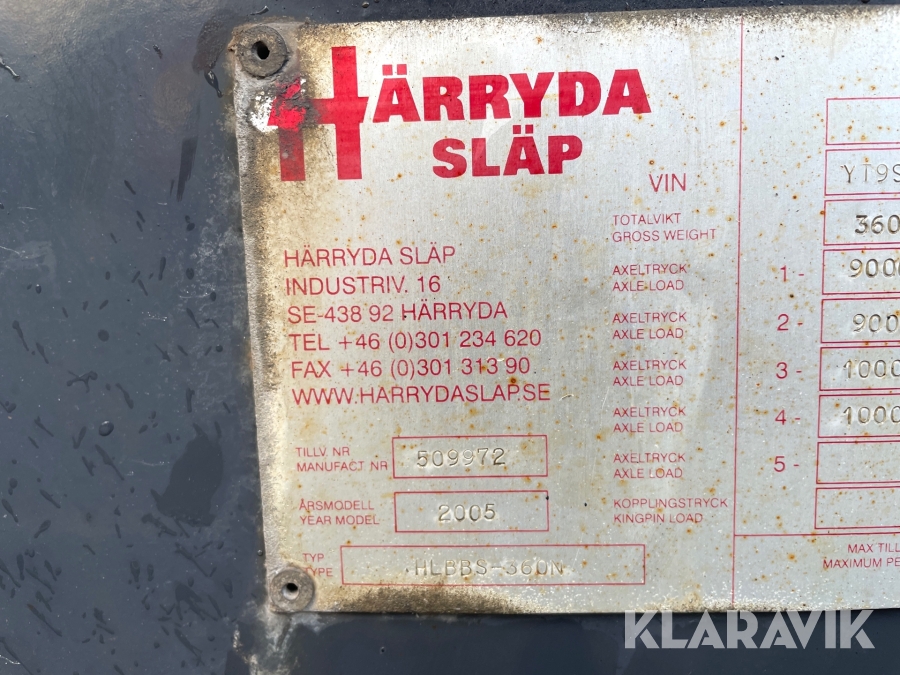 HÄRRYDA
SLÄP
HÄRRYDA SLÄP
INDUSTRIV. 16
SE-438 92 HÄRRYDA
TEL +46 (0)301 234 620
FAX +46 (0)301 313 90
WWW.HARRYDASLAP.SE
TILLV. NR
MANUFACT NR 509972
ÅRSMODELL
YEAR MODEL 2005
TYP
TYPE HLBBS-360N
VIN YT9S
TOTALVIKT
GROSS WEIGHT 360
AXELTRYCK
AXLE LOAD 1- 900
AXELTRYCK
AXLE LOAD 2- 900
AXELTRYCK
AXLE LOAD 3- 1000
AXELTRYCK
AXLE LOAD 4- 1000
AXELTRYCK
AXLE LOAD 5-
KOPPLINGSTRYCK
KINGPIN LOAD
MAX TILL
MAXIMUM PE
KLARAVIK